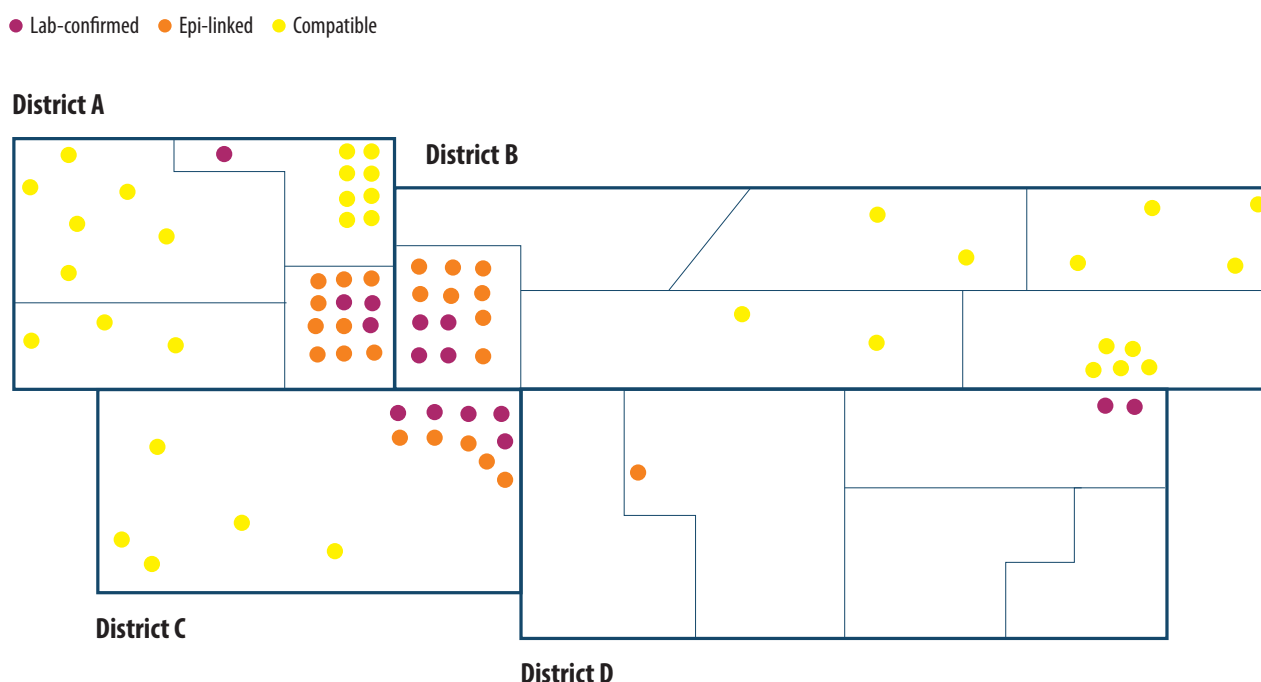 Lab-confirmed Epi-linked Compatible
District A
District B
District C
District D